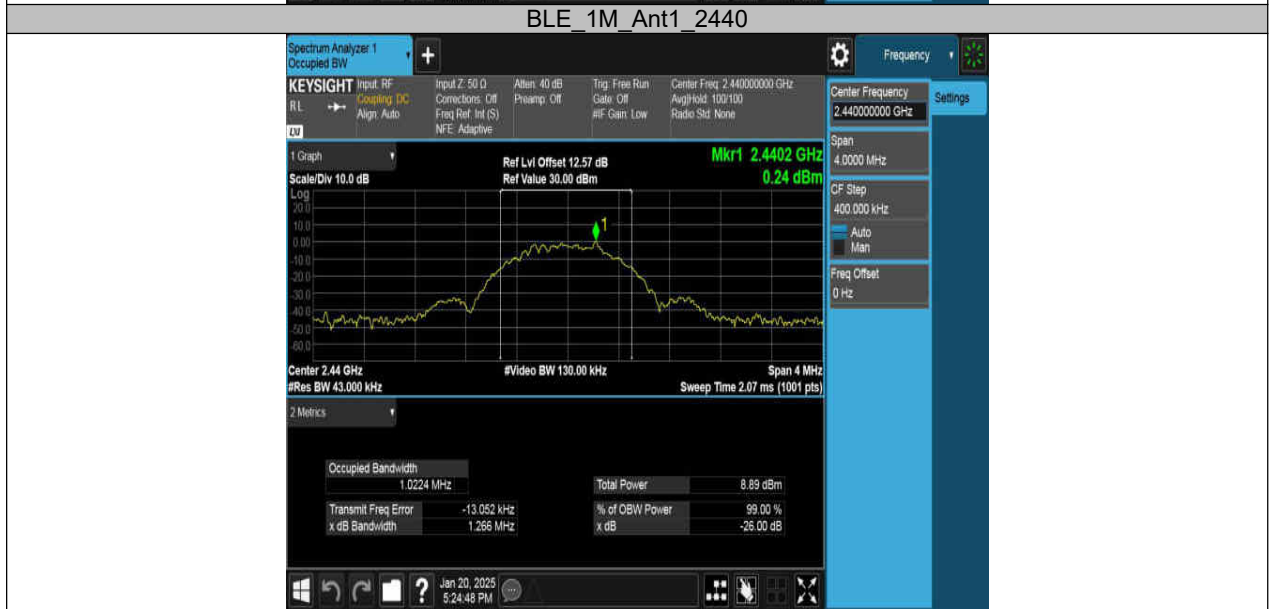 BLE_1M_Ant1_2440
Spectrum Analyzer 1
Occupied BW
+
Frequency
KEYSIGHT
RL
LXI
Input: RF
Coupling: DC
Align: Auto
Input Z: 50 Ω
Corrections: Off
Freq Ref: Int (S)
NFE: Adaptive
Atten: 40 dB
Preamp: Off
Trig: Free Run
Gate: Off
#IF Gain: Low
Center Freq: 2.440000000 GHz
Avg|Hold: 100/100
Radio Std: None
Center Frequency
2.440000000 GHz
Settings
Span
4.0000 MHz
CF Step
400.000 kHz
Auto
Man
Freq Offset
0 Hz
1 Graph
Scale/Div 10.0 dB
Ref Lvl Offset 12.57 dB
Ref Value 30.00 dBm
Mkr1 2.4402 GHz
0.24 dBm
Log
20.0
10.0
0.00
-10.0
-20.0
-30.0
-40.0
-50.0
-60.0
1
Center 2.44 GHz
#Video BW 130.00 kHz
Span 4 MHz
#Res BW 43.000 kHz
Sweep Time 2.07 ms (1001 pts)
2 Metrics
Occupied Bandwidth
1.0224 MHz
Total Power 8.89 dBm
Transmit Freq Error -13.052 kHz
% of OBW Power 99.00 %
x dB Bandwidth 1.266 MHz
x dB -26.00 dB
?
Jan 20, 2025
5:24:48 PM